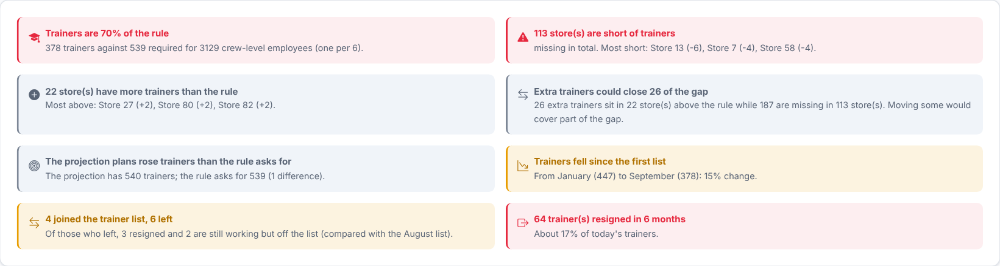 Trainers are 70% of the rule
378 trainers against 539 required for 3129 crew-level employees (one per 6).
113 store(s) are short of trainers
missing in total. Most short: Store 13 (-6), Store 7 (-4), Store 58 (-4).
22 store(s) have more trainers than the rule
Most above: Store 27 (+2), Store 80 (+2), Store 82 (+2).
Extra trainers could close 26 of the gap
26 extra trainers sit in 22 store(s) above the rule while 187 are missing in 113 store(s). Moving some would
cover part of the gap.
The projection plans rose trainers than the rule asks for
The projection has 540 trainers; the rule asks for 539 (1 difference).
Trainers fell since the first list
From January (447) to September (378): 15% change.
4 joined the trainer list, 6 left
Of those who left, 3 resigned and 2 are still working but off the list (compared with the August list).
64 trainer(s) resigned in 6 months
About 17% of today's trainers.